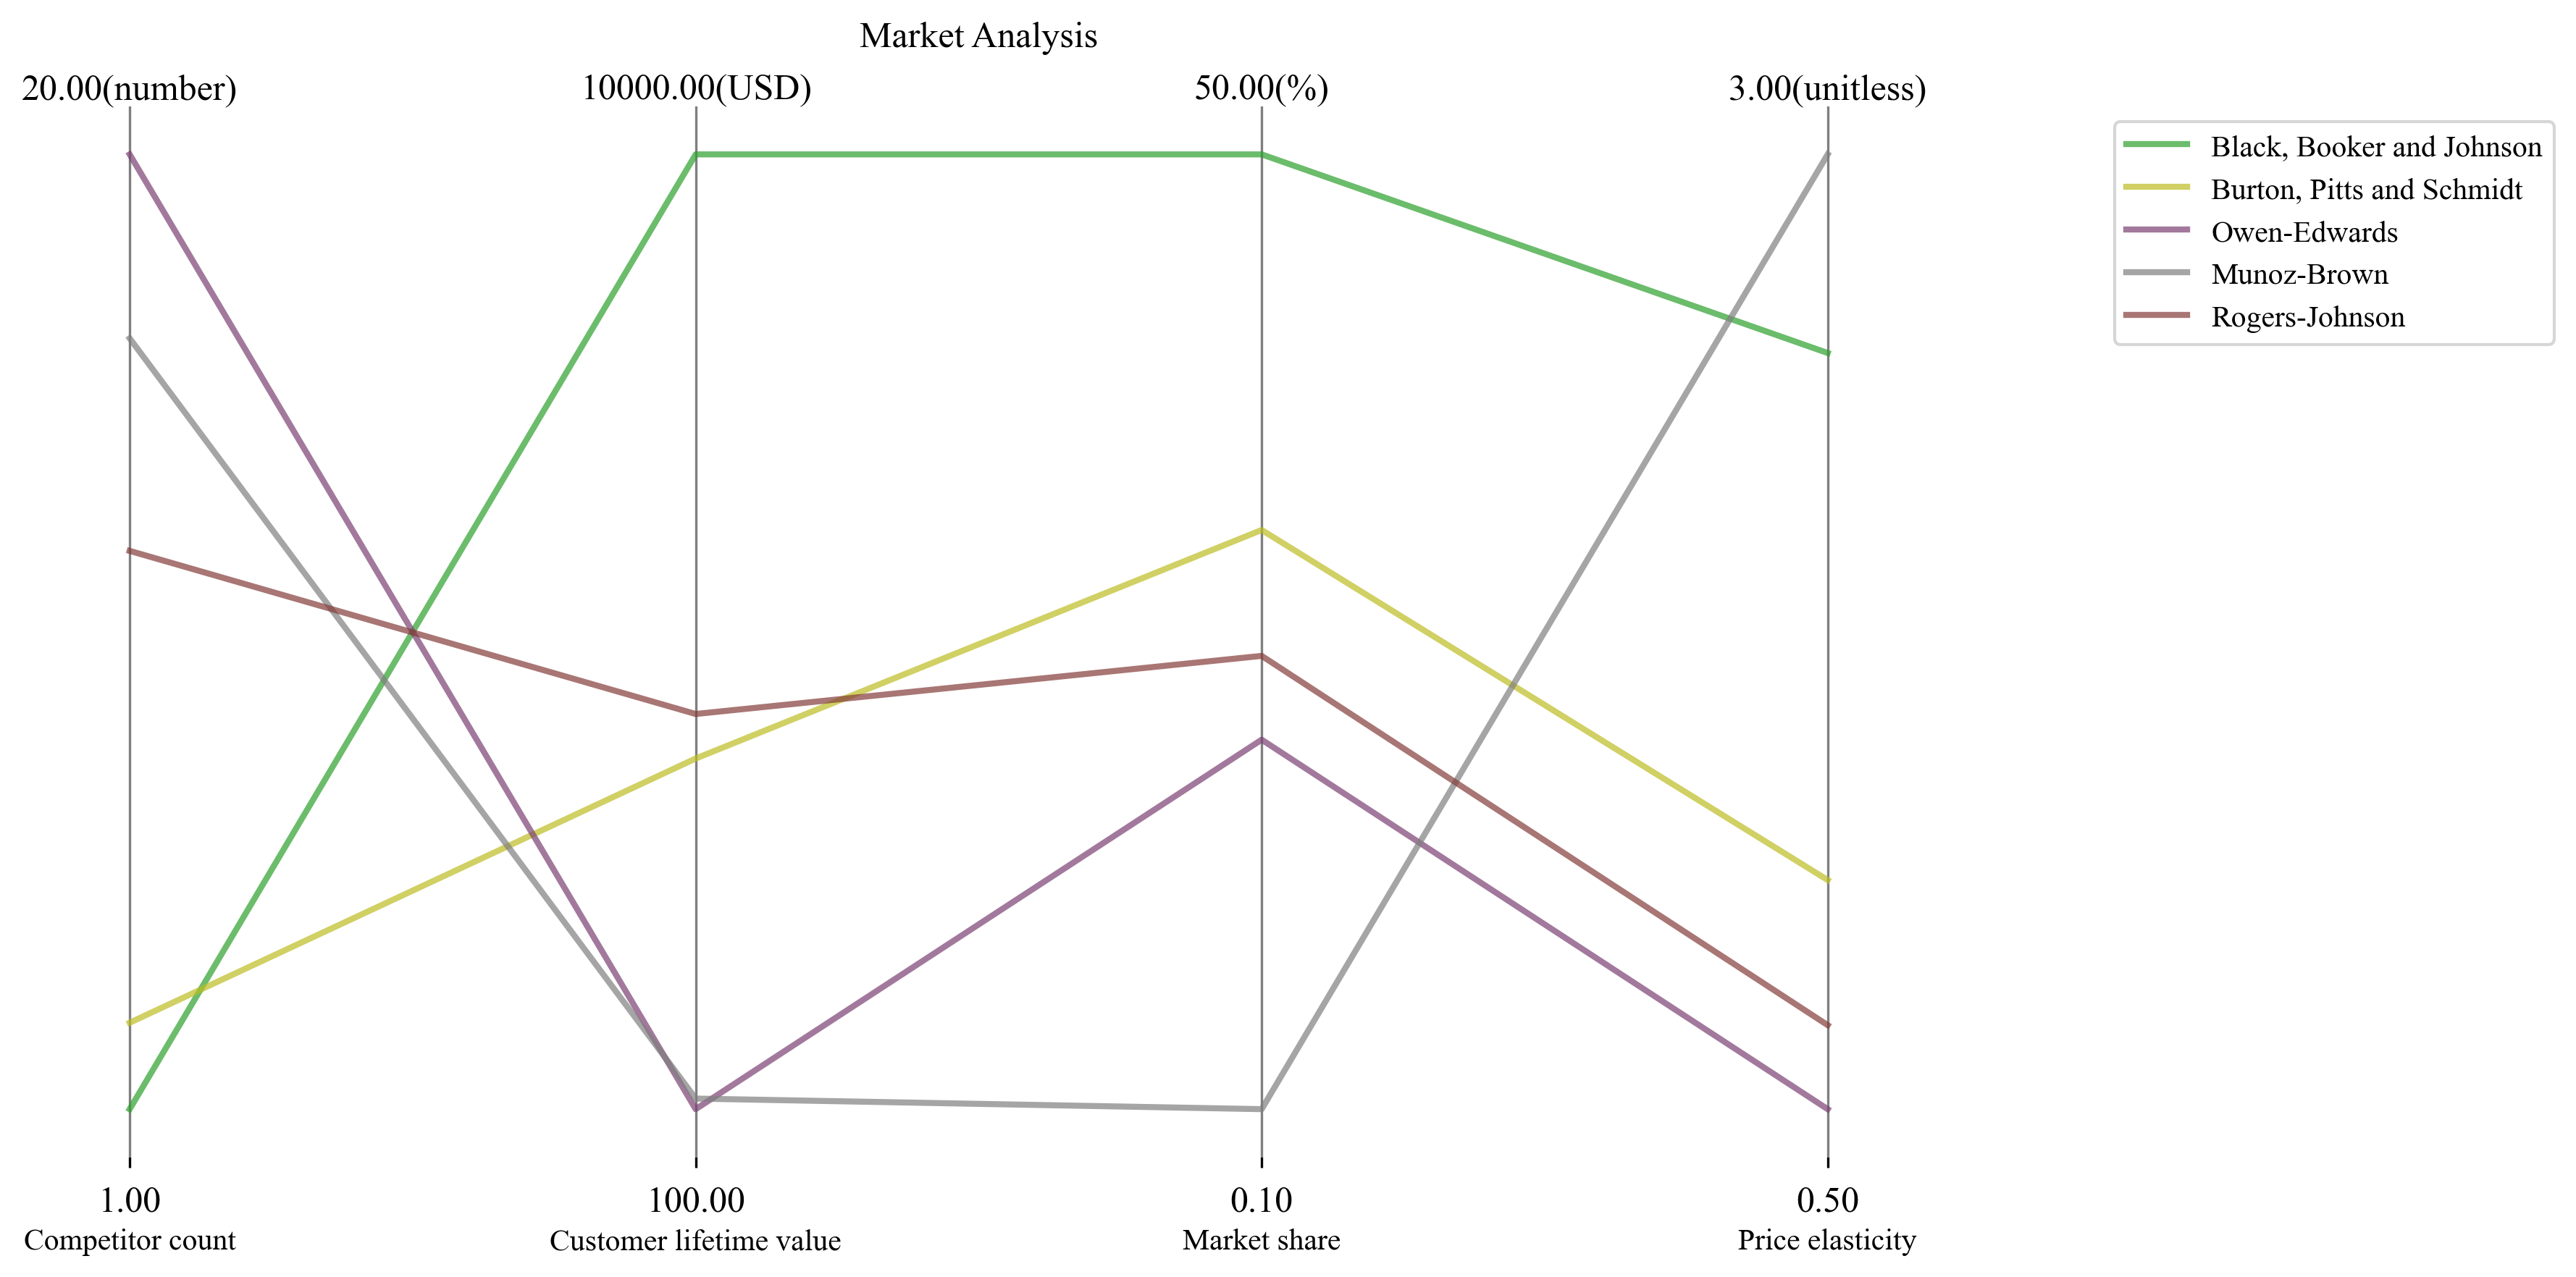 Market Analysis
20.00(number)
10000.00(USD)
50.00(%)
3.00(unitless)
Black, Booker and Johnson
Burton, Pitts and Schmidt
Owen-Edwards
Munoz-Brown
Rogers-Johnson
1.00
100.00
0.10
0.50
Competitor count
Customer lifetime value
Market share
Price elasticity